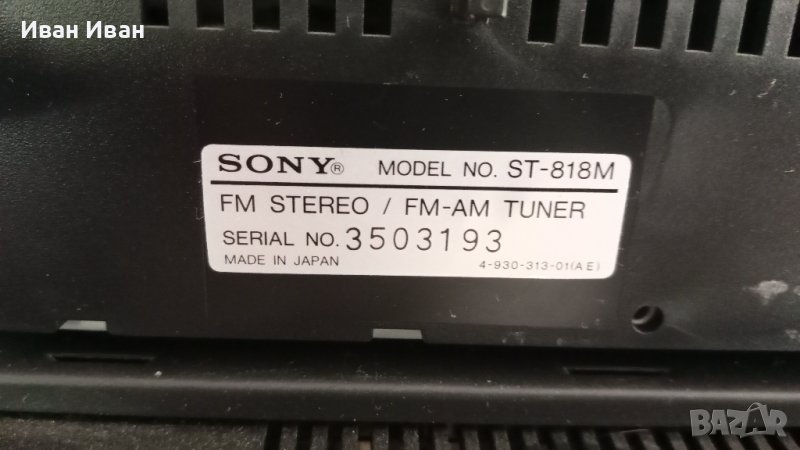 Иван Иван
SONY® MODEL NO. ST-818M
FM STEREO / FM-AM TUNER
SERIAL NO. 3503193
MADE IN JAPAN 4-930-313-01(AE)
BAZAR